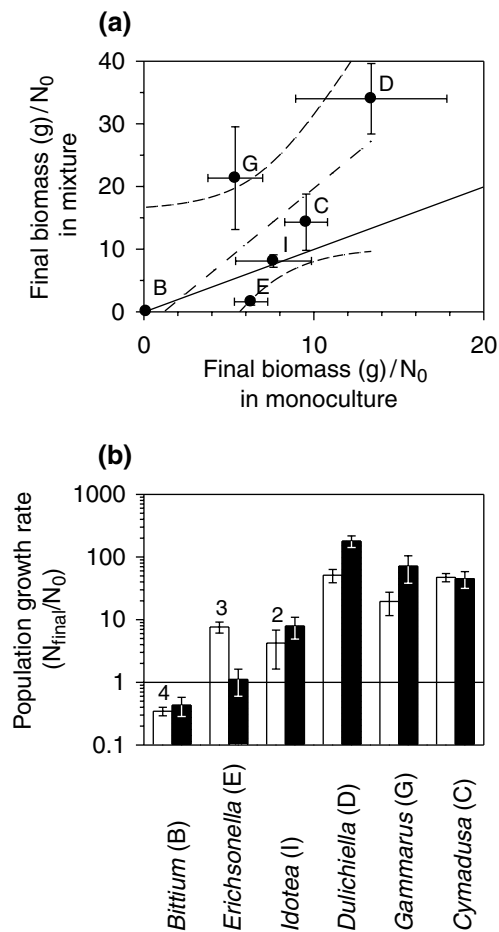 (a)
40
30
20
10
0
Final biomass (g)/N0
in mixture
D
G
C
I
B
E
0
10
20
Final biomass (g)/N0
in monoculture
(b)
1000
100
10
1
0.1
Population growth rate
(Nfinal/N0)
4
3
2
Bittium (B)
Erichsonella (E)
Idotea (I)
Dulichiella (D)
Gammarus (G)
Cymadusa (C)